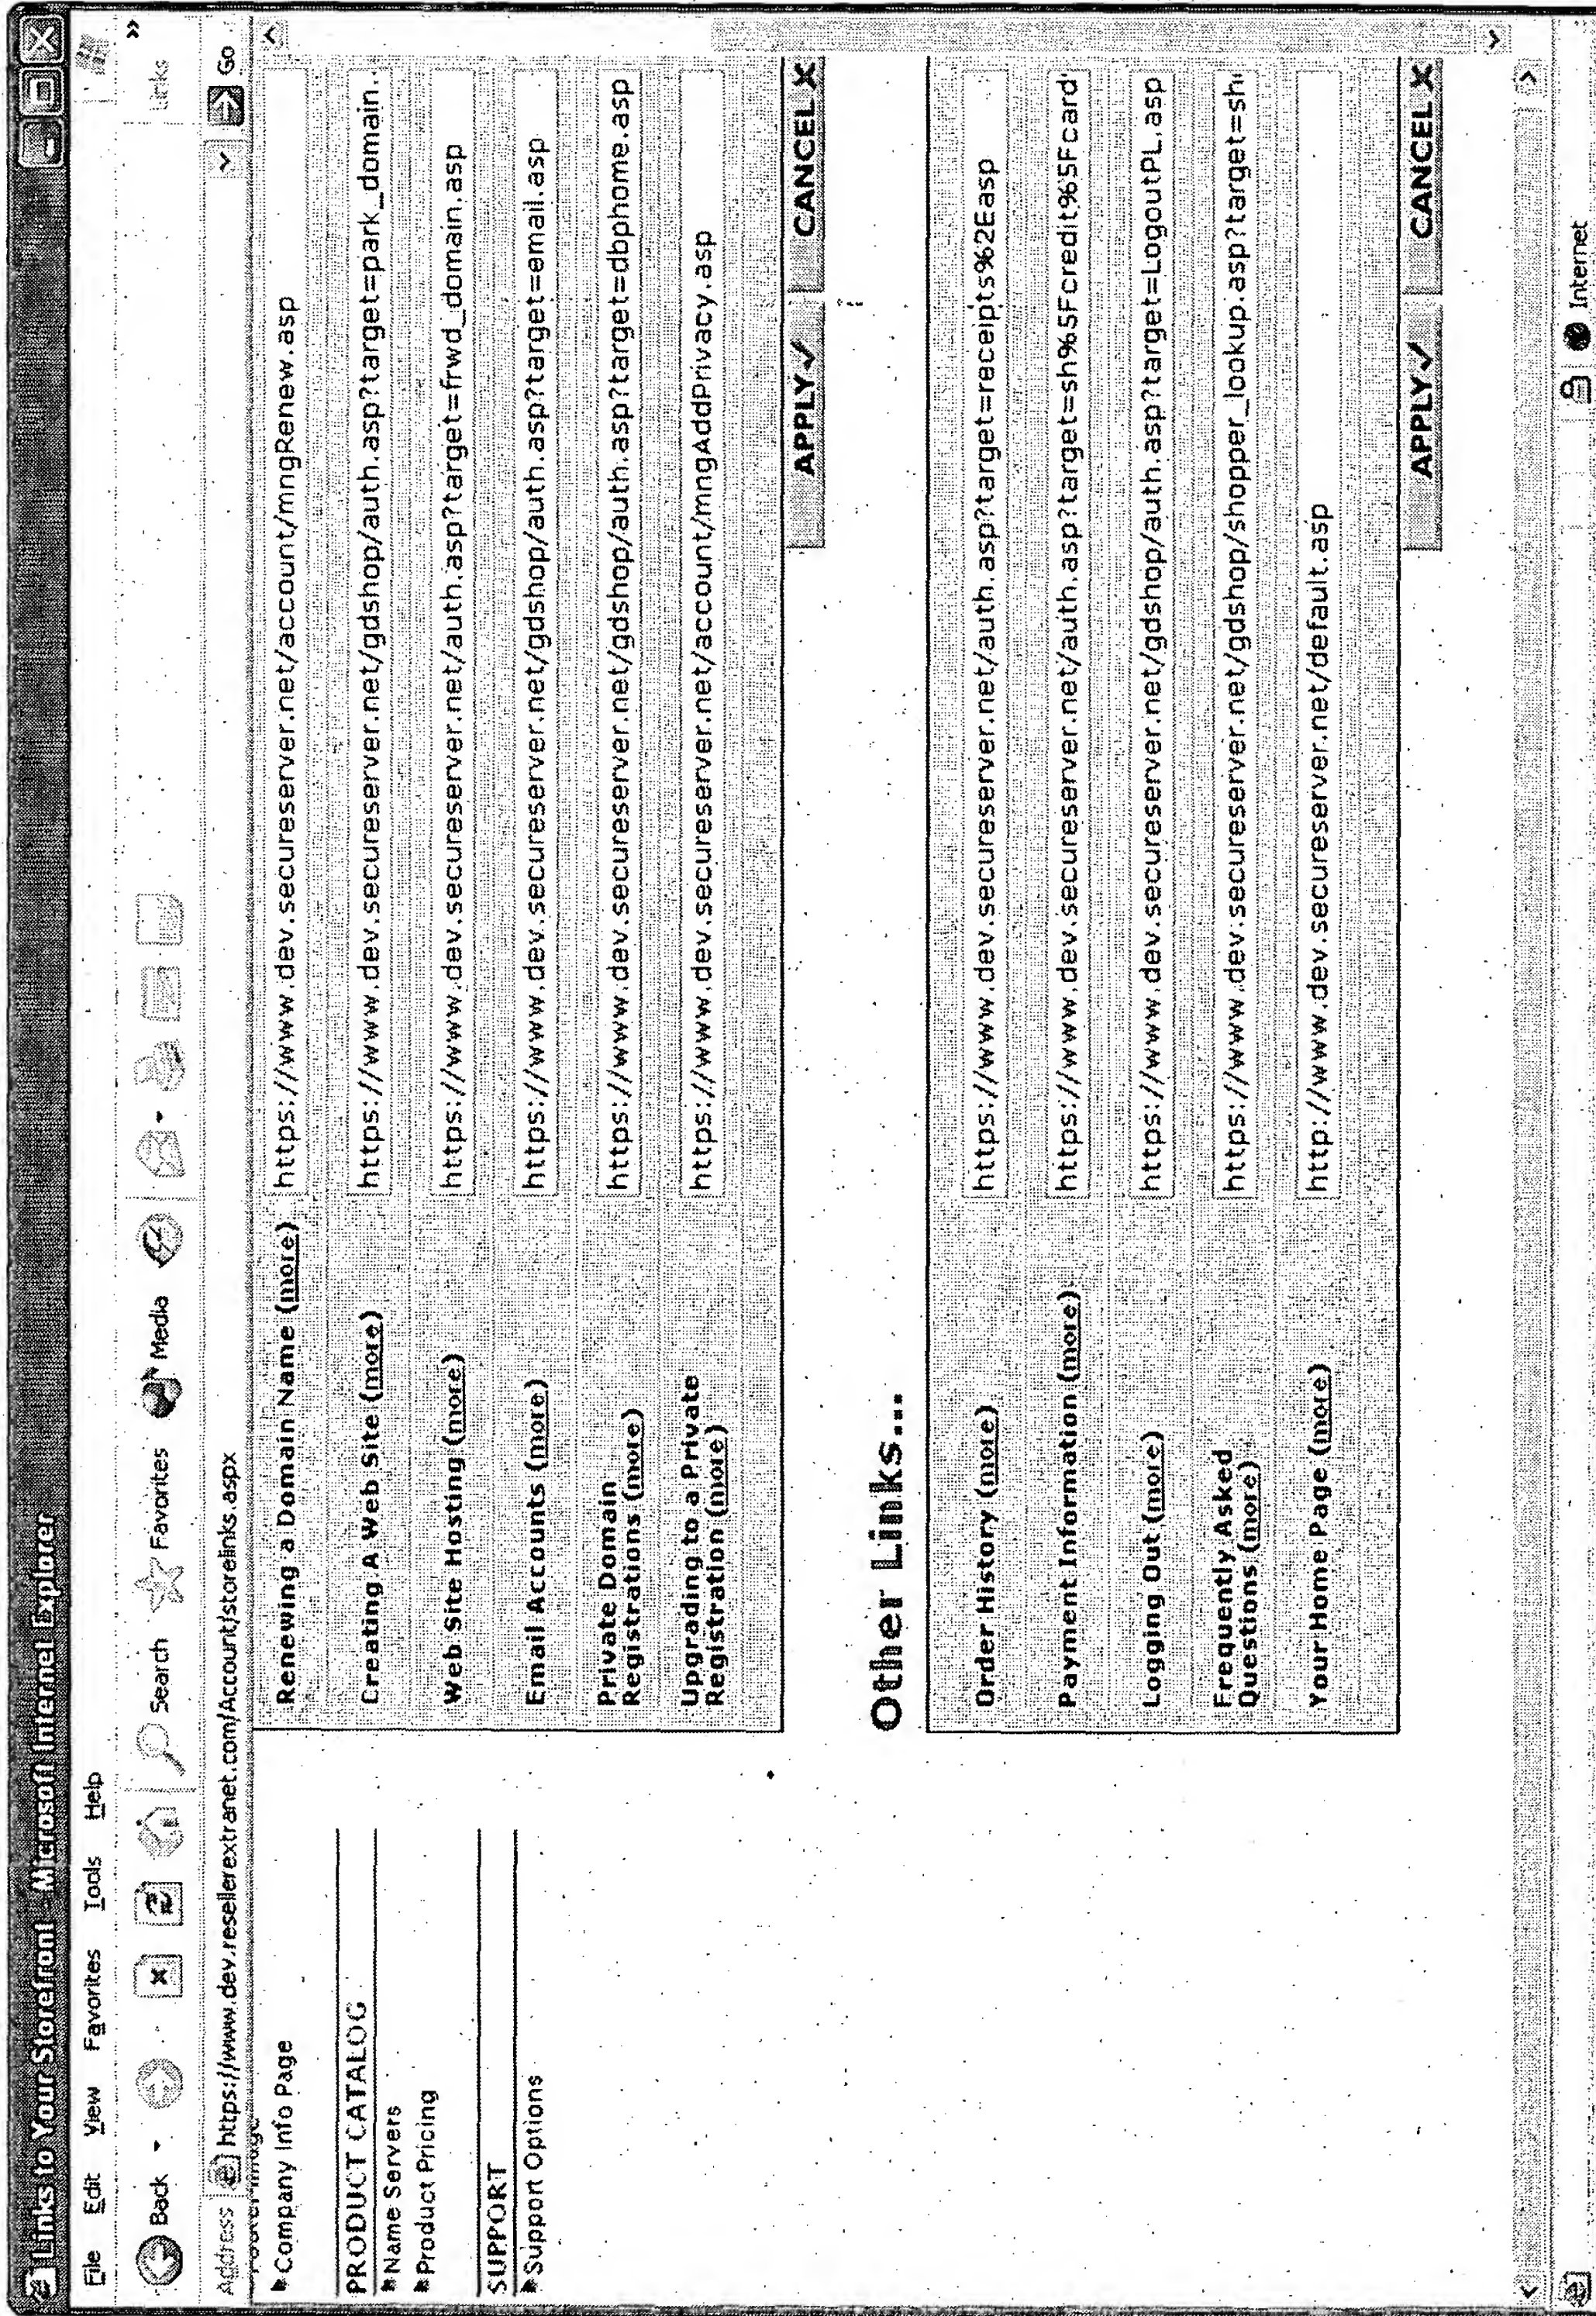 Links to Your Storefront - Microsoft Internet Explorer
File Edit View Favorites Tools Help
Back Search Favorites Media
Links
Address https://www.dev.resellerextranet.com/Account/storelinks.aspx Go
Company Info Page
PRODUCT CATALOG
Name Servers
Product Pricing
SUPPORT
Support Options
Renewing a Domain Name (more) https://www.dev.secureserver.net/account/mngRenew.asp
Creating A Web Site (more) https://www.dev.secureserver.net/gdshop/auth.asp?target=park_domain.
Web Site Hosting (more) https://www.dev.secureserver.net/auth.asp?target=frwd_domain.asp
Email Accounts (more) https://www.dev.secureserver.net/gdshop/auth.asp?target=email.asp
Private Domain
Registrations (more) https://www.dev.secureserver.net/gdshop/auth.asp?target=dbphome.asp
Upgrading to a Private
Registration (more) https://www.dev.secureserver.net/account/mngAddPrivacy.asp
APPLY CANCEL
Other Links...
Order History (more) https://www.dev.secureserver.net/auth.asp?target=receipts%2Easp
Payment Information (more) https://www.dev.secureserver.net/auth.asp?target=sh%5Fcredit%5Fcard
Logging Out (more) https://www.dev.secureserver.net/gdshop/auth.asp?target=LogoutPL.asp
Frequently Asked
Questions (more) https://www.dev.secureserver.net/gdshop/shopper_lookup.asp?target=sh
Your Home Page (more) http://www.dev.secureserver.net/default.asp
APPLY CANCEL
Internet